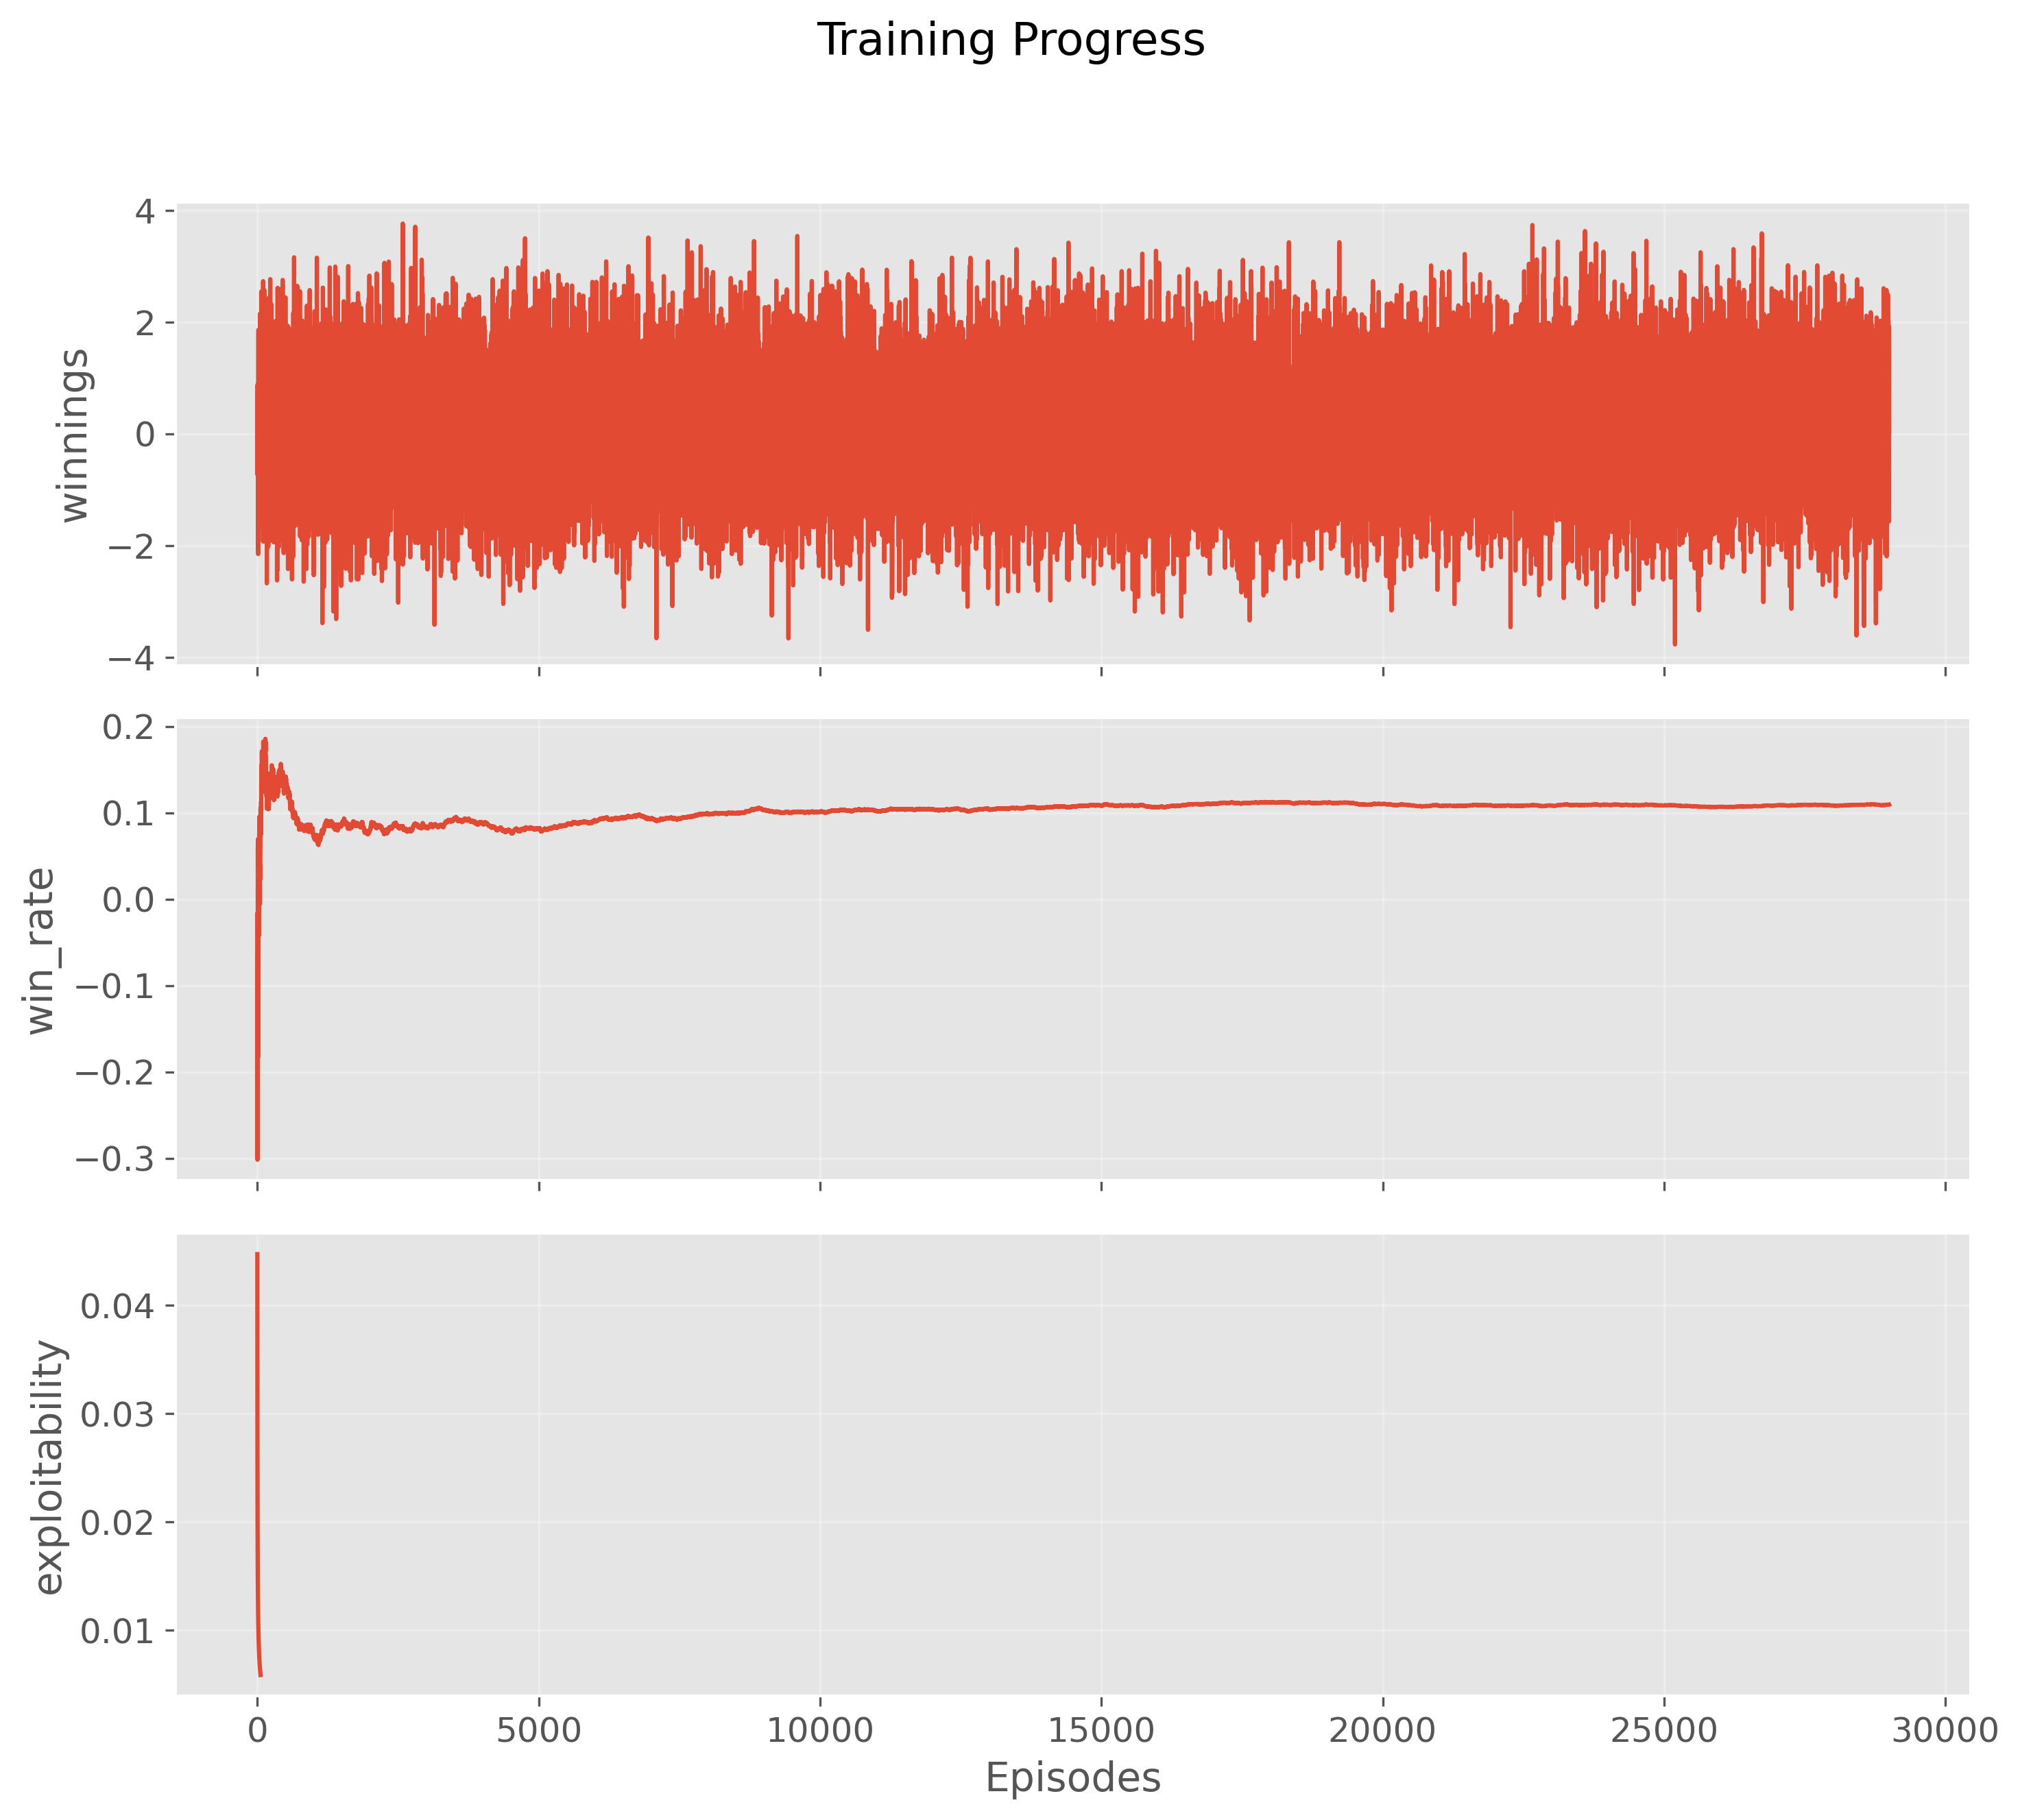 Training Progress
4
2
0
−2
−4
winnings
0.2
0.1
0.0
−0.1
−0.2
−0.3
win_rate
0.04
0.03
0.02
0.01
exploitability
0 5000 10000 15000 20000 25000 30000
Episodes